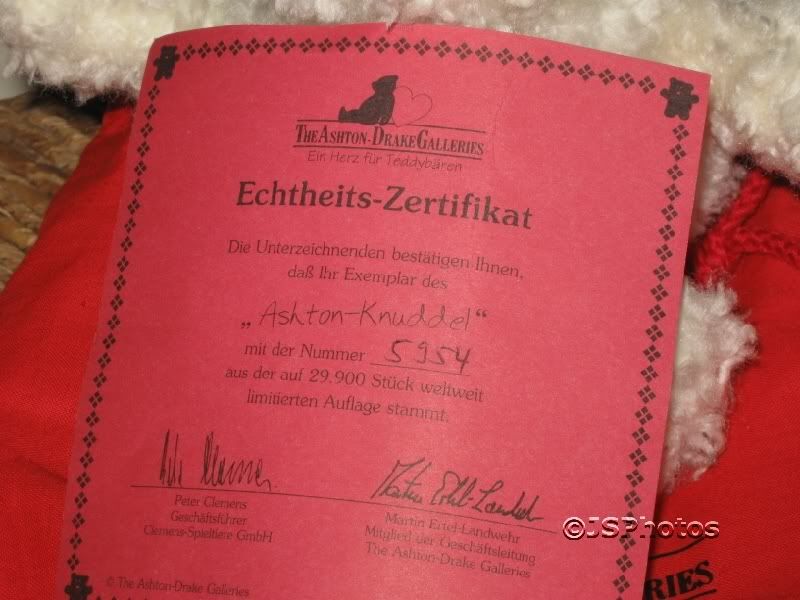 The Ashton-Drake Galleries
Ein Herz für Teddybären
Echtheits-Zertifikat
Die Unterzeichnenden bestätigen Ihnen,
daß Ihr Exemplar des
„Ashton-Knuddel“
mit der Nummer 5954
aus der auf 29.900 Stück weltweit
limitierten Auflage stammt.
Peter Clemens
Geschäftsführer
Clemens-Spieltiere GmbH
Martin Ertel-Landwehr
Mitglied der Geschäftsleitung
The Ashton-Drake Galleries
© The Ashton-Drake Galleries
©JSPhotos
RIES